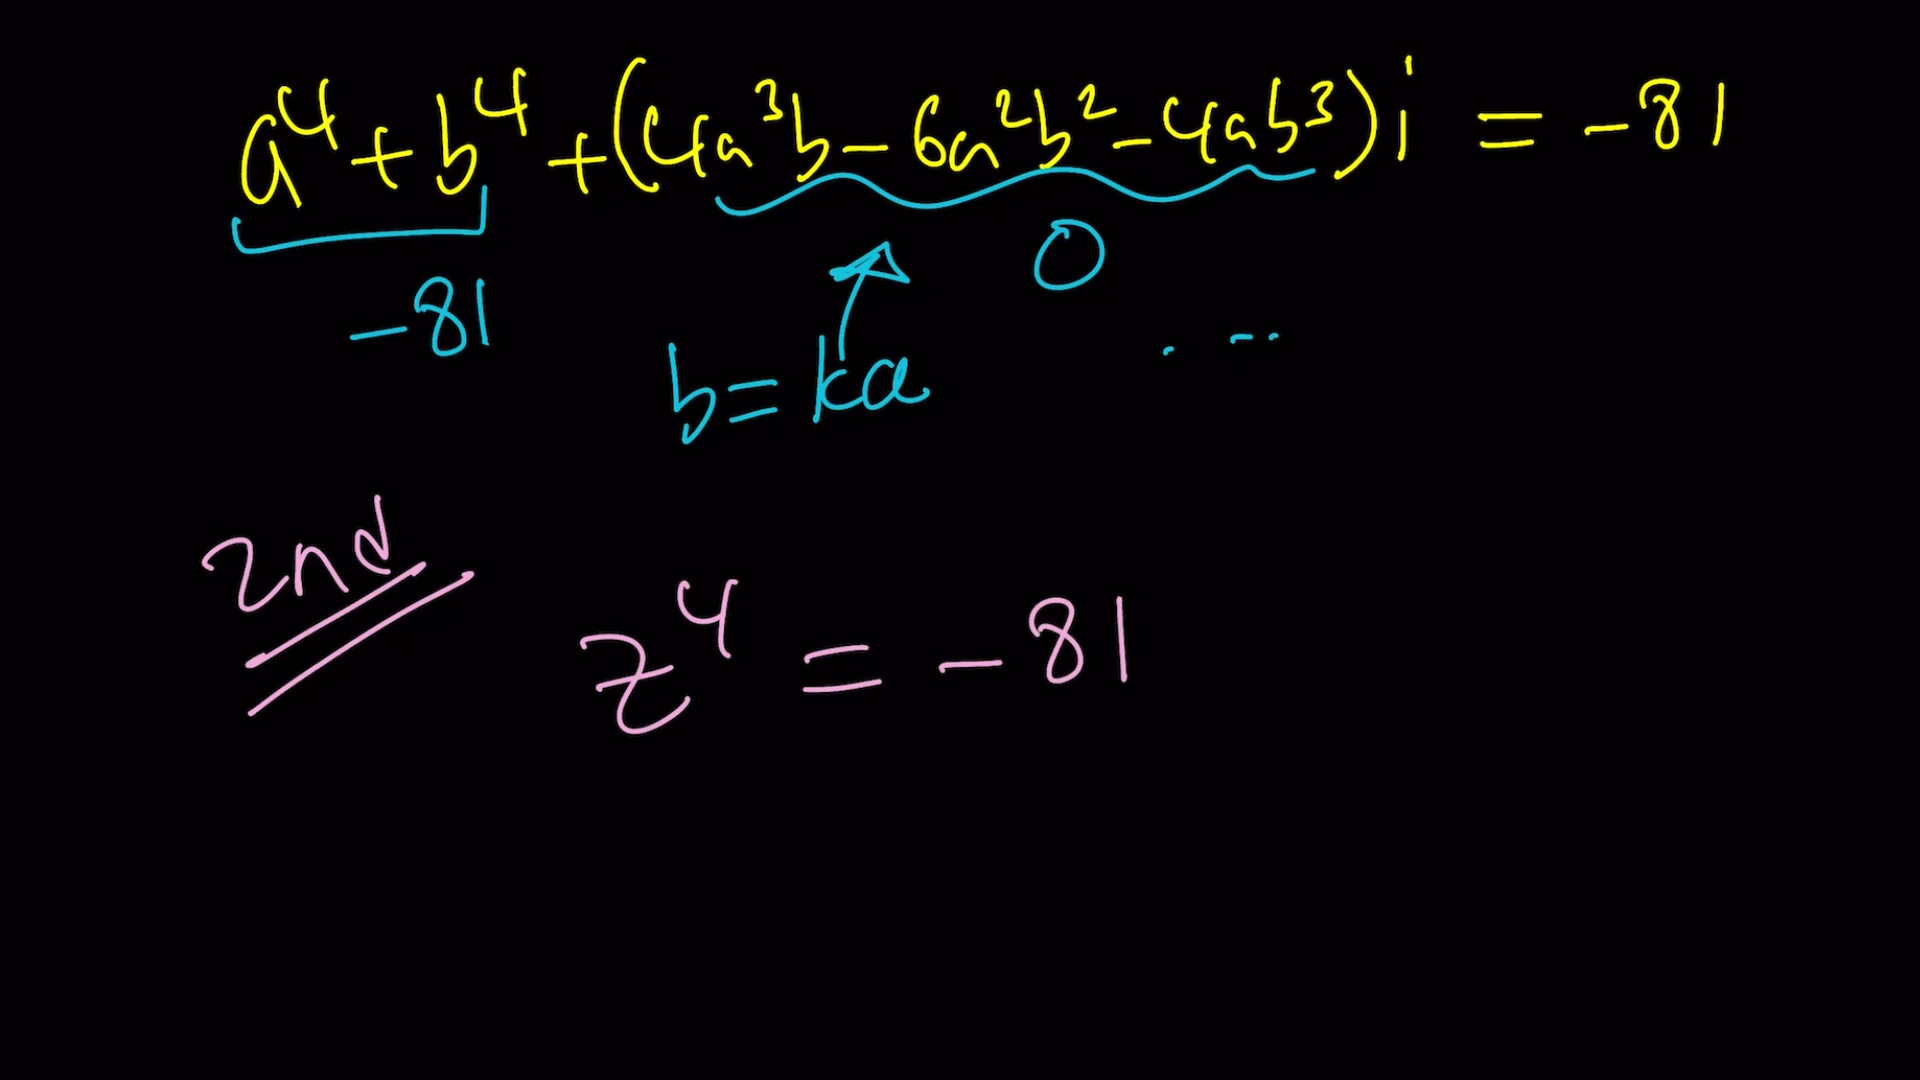 a⁴ + b⁴ + (4a³b − 6a²b² − 4ab³)i = −81
−81 0
b = ka . - -
2nd z⁴ = −81